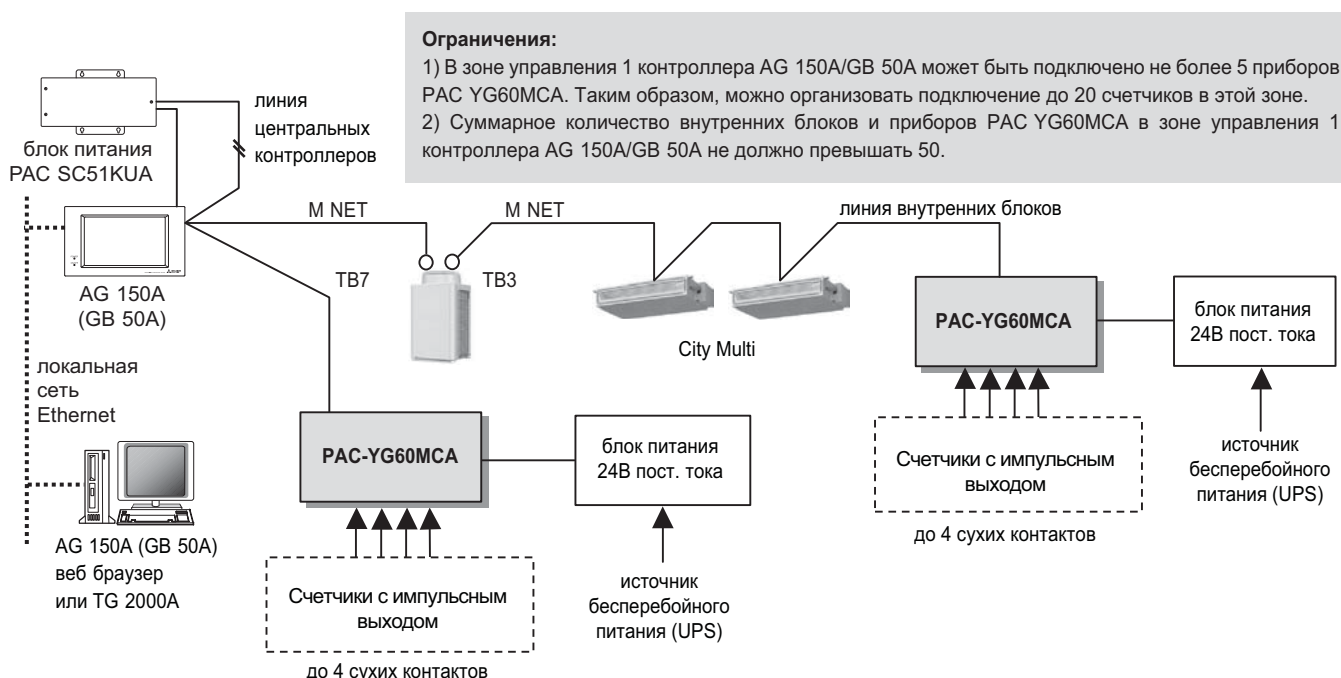 Ограничения:
1) В зоне управления 1 контроллера AG 150A/GB 50A может быть подключено не более 5 приборов
PAC YG60MCA. Таким образом, можно организовать подключение до 20 счетчиков в этой зоне.
2) Суммарное количество внутренних блоков и приборов PAC YG60MCA в зоне управления 1
контроллера AG 150A/GB 50A не должно превышать 50.
блок питания
PAC SC51KUA
линия
центральных
контроллеров
M NET
M NET
линия внутренних блоков
TB7
TB3
AG 150A
(GB 50A)
City Multi
PAC-YG60MCA
блок питания
24В пост. тока
локальная
сеть
Ethernet
PAC-YG60MCA
блок питания
24В пост. тока
Счетчики с импульсным
выходом
источник
бесперебойного
питания (UPS)
до 4 сухих контактов
AG 150A (GB 50A)
веб браузер
или TG 2000A
Счетчики с импульсным
выходом
источник
бесперебойного
питания (UPS)
до 4 сухих контактов